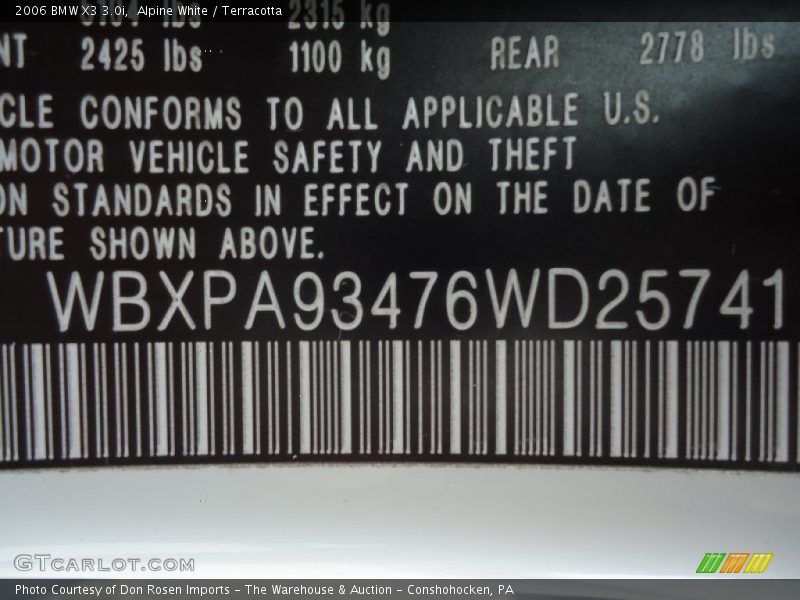 2006 BMW X3 3.0i, Alpine White / Terracotta
lbs 2315 kg
NT 2425 lbs 1100 kg REAR 2778 lbs
CLE CONFORMS TO ALL APPLICABLE U.S.
MOTOR VEHICLE SAFETY AND THEFT
ON STANDARDS IN EFFECT ON THE DATE OF
TURE SHOWN ABOVE.
WBXPA93476WD25741
GTCARLOT.COM
Photo Courtesy of Don Rosen Imports - The Warehouse & Auction - Conshohocken, PA